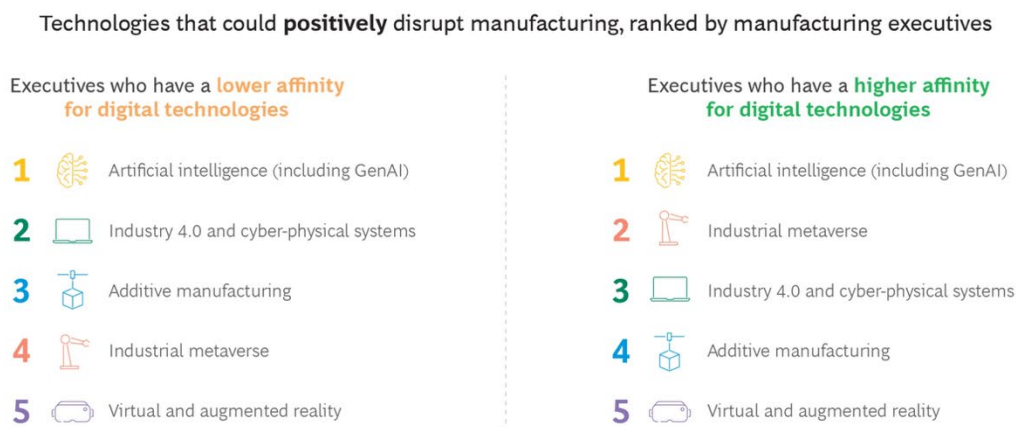 Technologies that could positively disrupt manufacturing, ranked by manufacturing executives
Executives who have a lower affinity
for digital technologies
1 Artificial intelligence (including GenAI)
2 Industry 4.0 and cyber-physical systems
3 Additive manufacturing
4 Industrial metaverse
5 Virtual and augmented reality
Executives who have a higher affinity
for digital technologies
1 Artificial intelligence (including GenAI)
2 Industrial metaverse
3 Industry 4.0 and cyber-physical systems
4 Additive manufacturing
5 Virtual and augmented reality